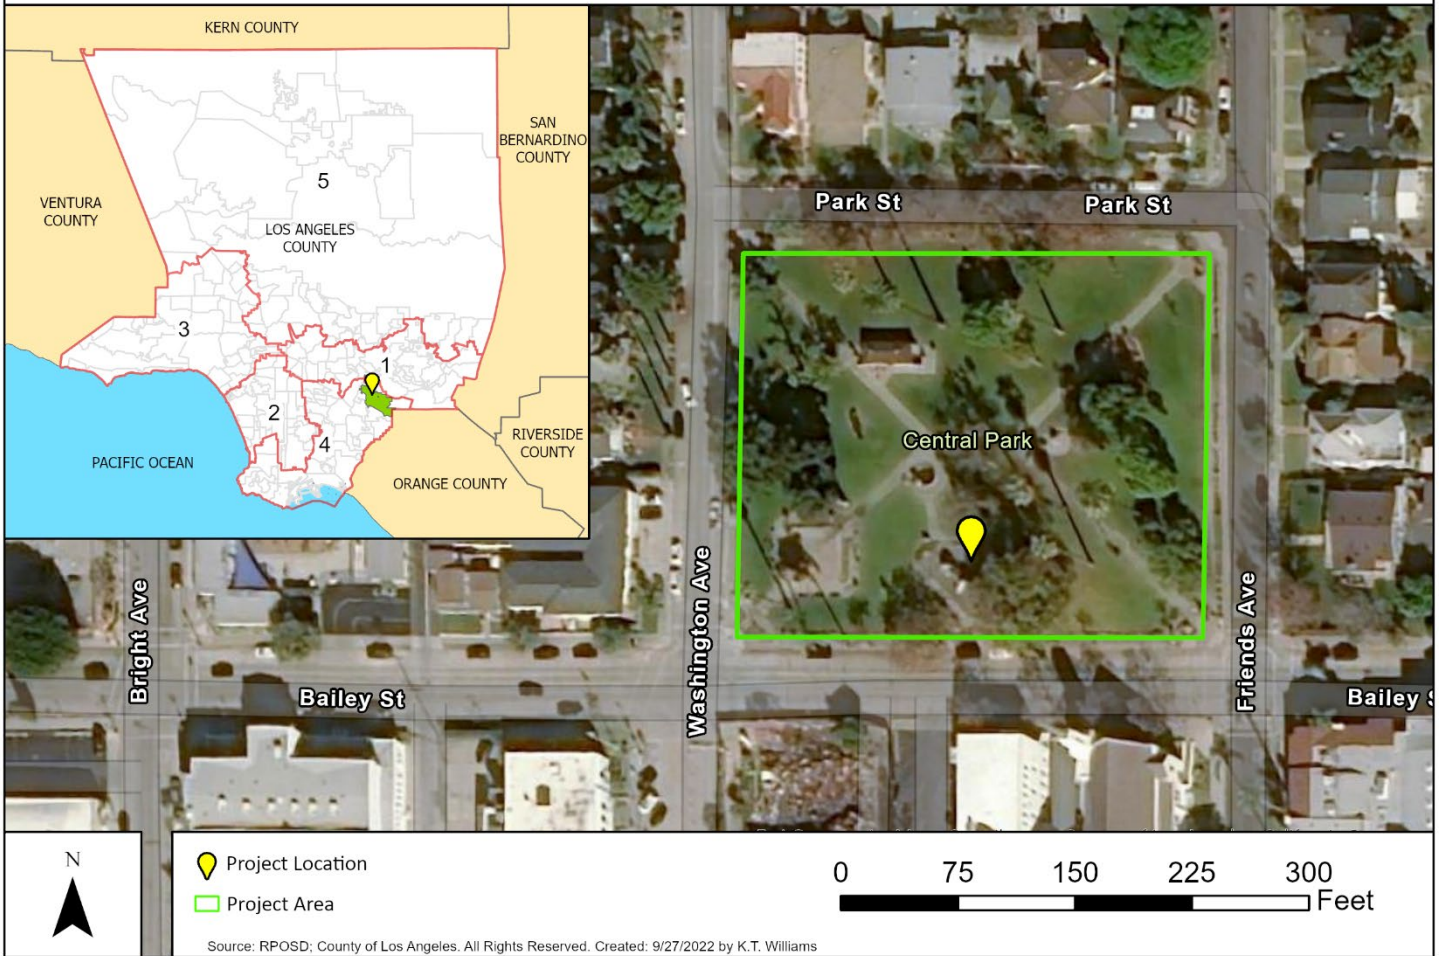 KERN COUNTY
SAN
BERNARDINO
COUNTY
VENTURA
COUNTY
5
LOS ANGELES
COUNTY
3
1
2
4
PACIFIC OCEAN
RIVERSIDE
COUNTY
ORANGE COUNTY
Park St
Park St
Central Park
Bright Ave
Washington Ave
Friends Ave
Bailey St
Bailey
N
Project Location
Project Area
0 75 150 225 300
Feet
Source: RPOSD; County of Los Angeles. All Rights Reserved. Created: 9/27/2022 by K.T. Williams